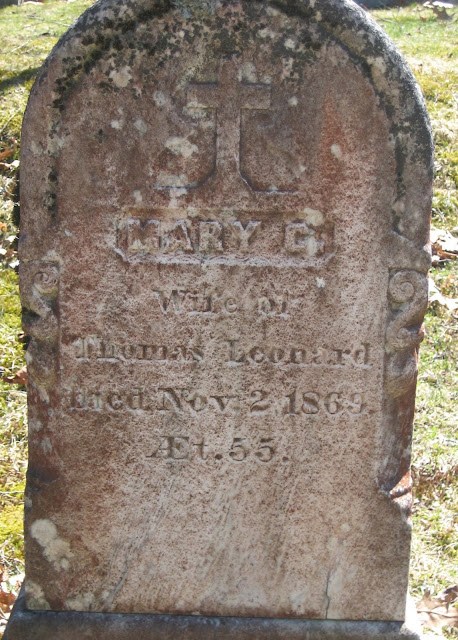 MARY C.
Wife of
Thomas Leonard
Died Nov. 2, 1869.
Æt. 55.